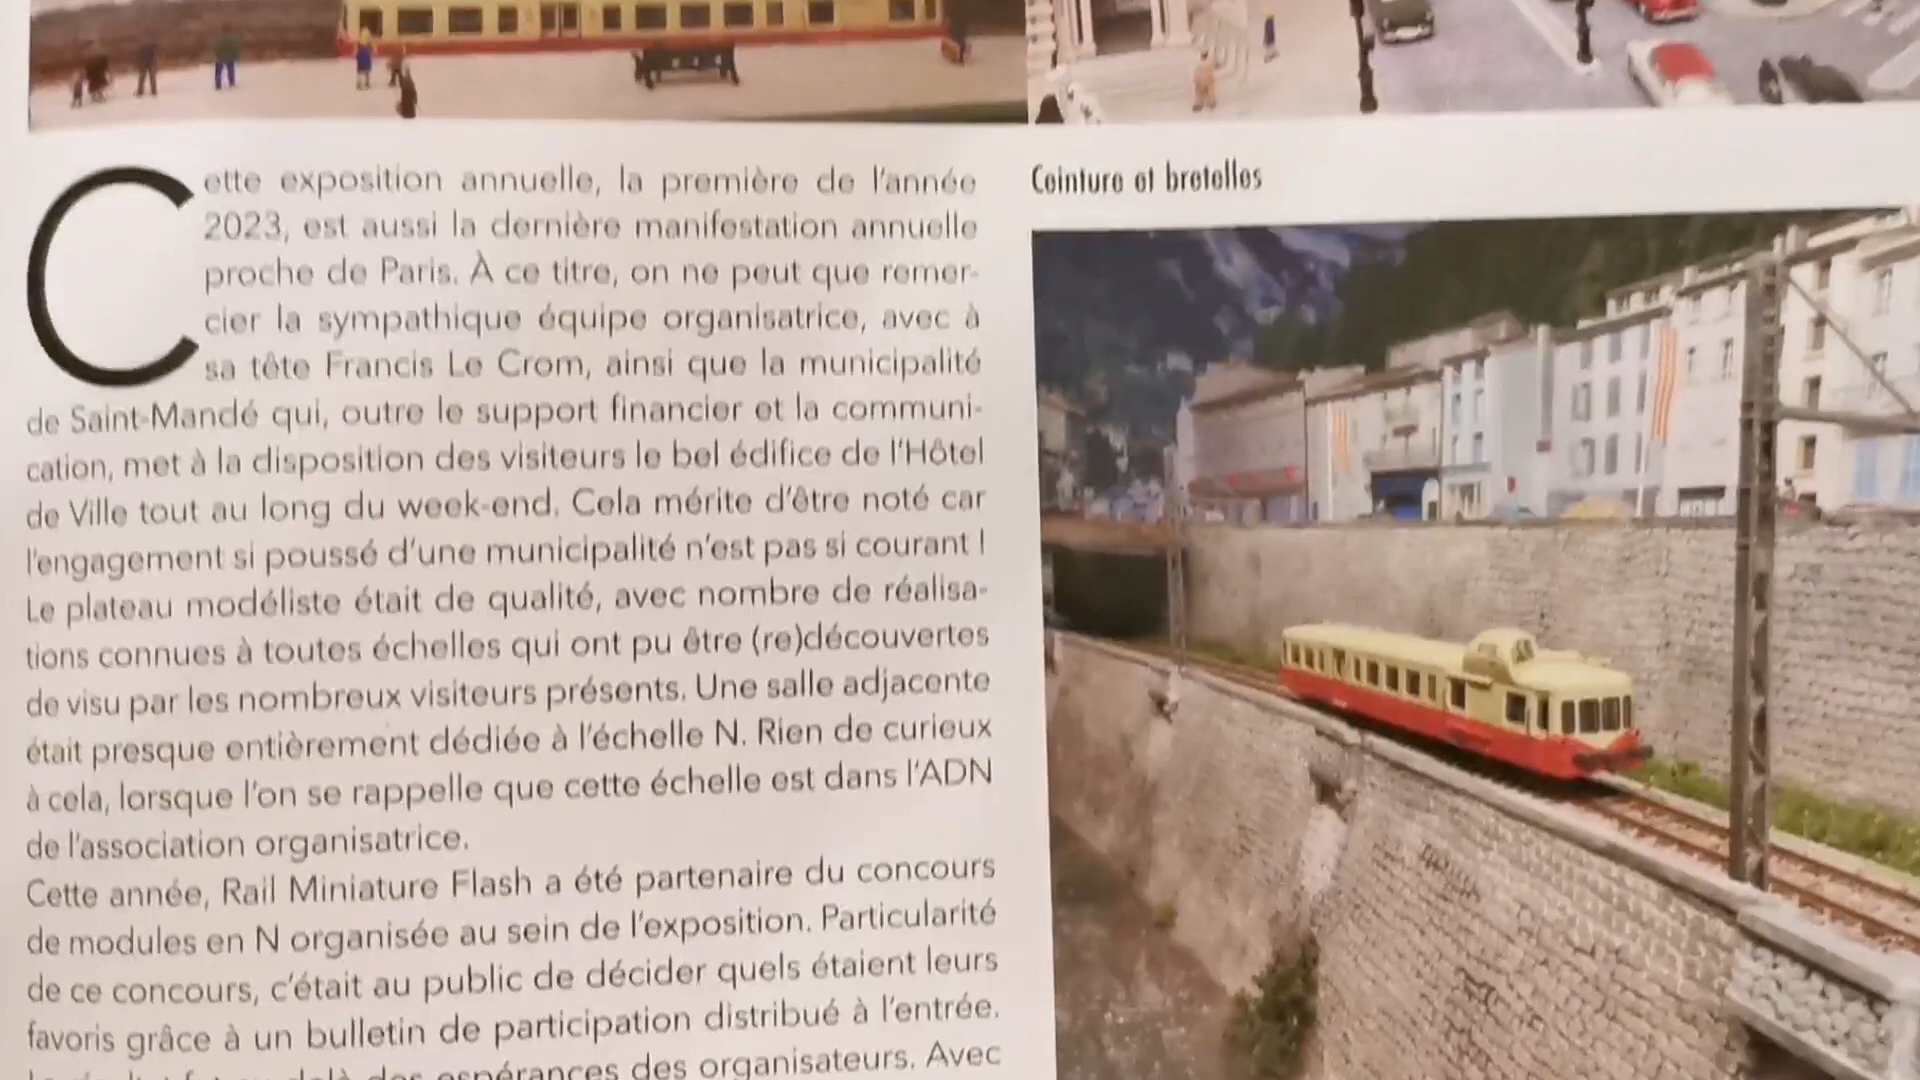 Cette exposition annuelle, la première de l'année
2023, est aussi la dernière manifestation annuelle
proche de Paris. À ce titre, on ne peut que remer-
cier la sympathique équipe organisatrice, avec à
sa tête Francis Le Crom, ainsi que la municipalité
de Saint-Mandé qui, outre le support financier et la communi-
cation, met à la disposition des visiteurs le bel édifice de l'Hôtel
de Ville tout au long du week-end. Cela mérite d'être noté car
l'engagement si poussé d'une municipalité n'est pas si courant !
Le plateau modéliste était de qualité, avec nombre de réalisa-
tions connues à toutes échelles qui ont pu être (re)découvertes
de visu par les nombreux visiteurs présents. Une salle adjacente
était presque entièrement dédiée à l'échelle N. Rien de curieux
à cela, lorsque l'on se rappelle que cette échelle est dans l'ADN
de l'association organisatrice.
Cette année, Rail Miniature Flash a été partenaire du concours
de modules en N organisée au sein de l'exposition. Particularité
de ce concours, c'était au public de décider quels étaient leurs
favoris grâce à un bulletin de participation distribué à l'entrée.
des espérances des organisateurs. Avec
Ceinture et bretelles